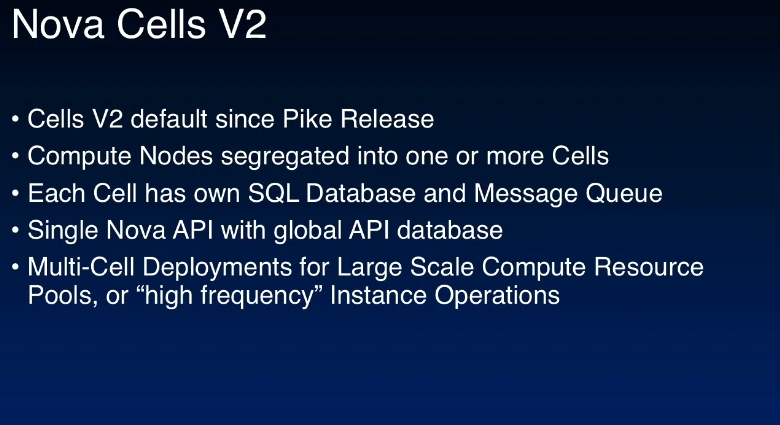 Nova Cells V2
• Cells V2 default since Pike Release
• Compute Nodes segregated into one or more Cells
• Each Cell has own SQL Database and Message Queue
• Single Nova API with global API database
• Multi-Cell Deployments for Large Scale Compute Resource
Pools, or “high frequency” Instance Operations